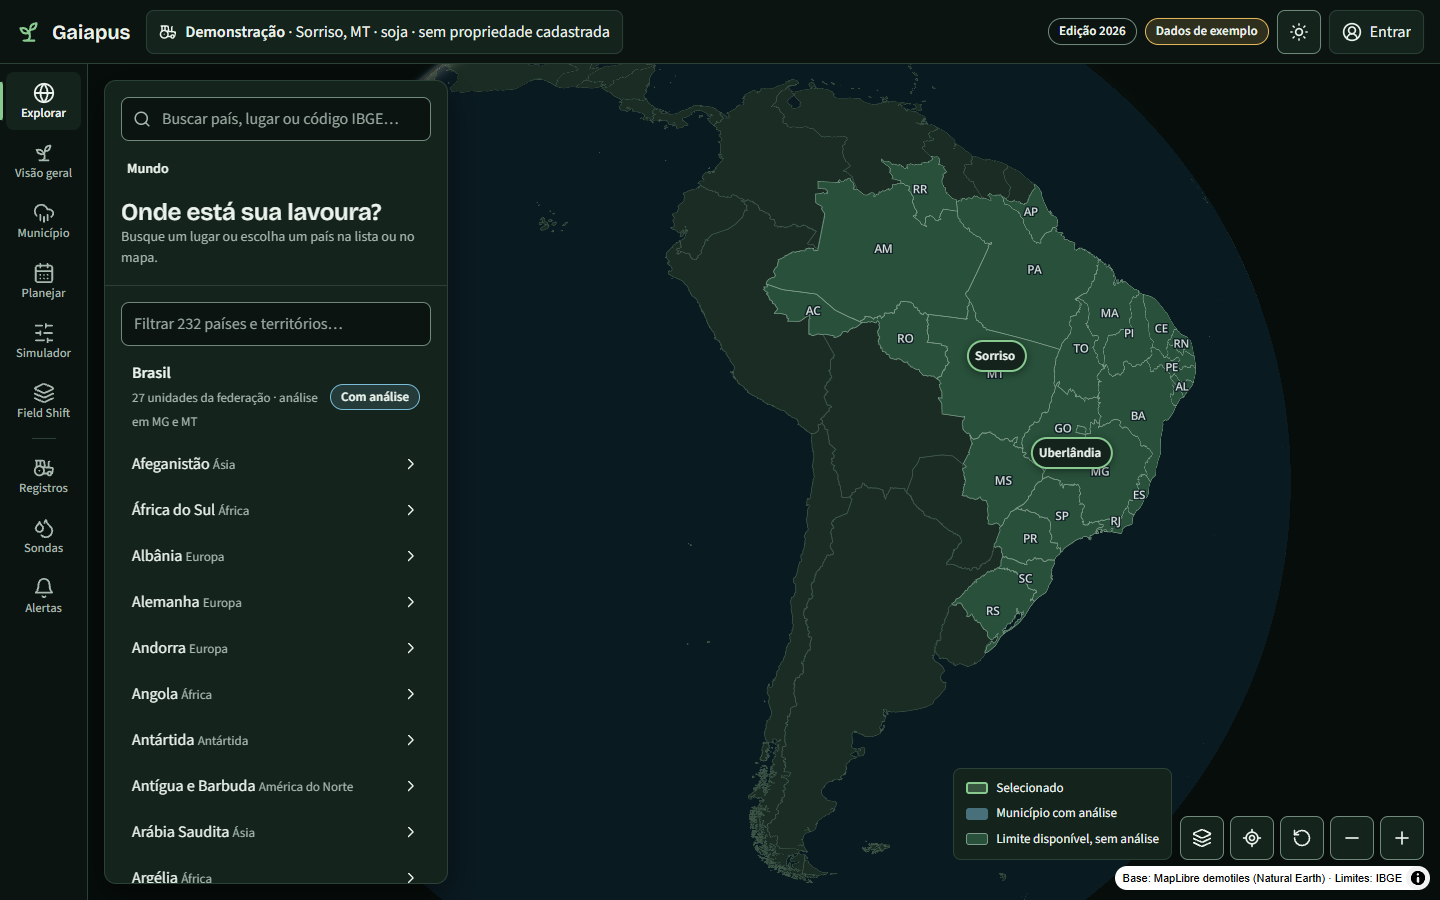 Gaiapus
Demonstração · Sorriso, MT · soja · sem propriedade cadastrada
Edição 2026
Dados de exemplo
Entrar
Explorar
Visão geral
Município
Planejar
Simulador
Field Shift
Registros
Sondas
Alertas
Buscar país, lugar ou código IBGE...
Mundo
Onde está sua lavoura?
Busque um lugar ou escolha um país na lista ou no
mapa.
Filtrar 232 países e territórios...
Brasil
27 unidades da federação · análise
em MG e MT
Com análise
Afeganistão Ásia
África do Sul África
Albânia Europa
Alemanha Europa
Andorra Europa
Angola África
Antártida Antártida
Antígua e Barbuda América do Norte
Arábia Saudita Ásia
Argélia África
RR
AP
AM
PA
AC
RO
MA
PI
CE
RN
TO
PE
AL
Sorriso
MT
BA
GO
Uberlândia
MG
MS
ES
SP
RJ
PR
SC
RS
Selecionado
Município com análise
Limite disponível, sem análise
Base: MapLibre demotiles (Natural Earth) · Limites: IBGE